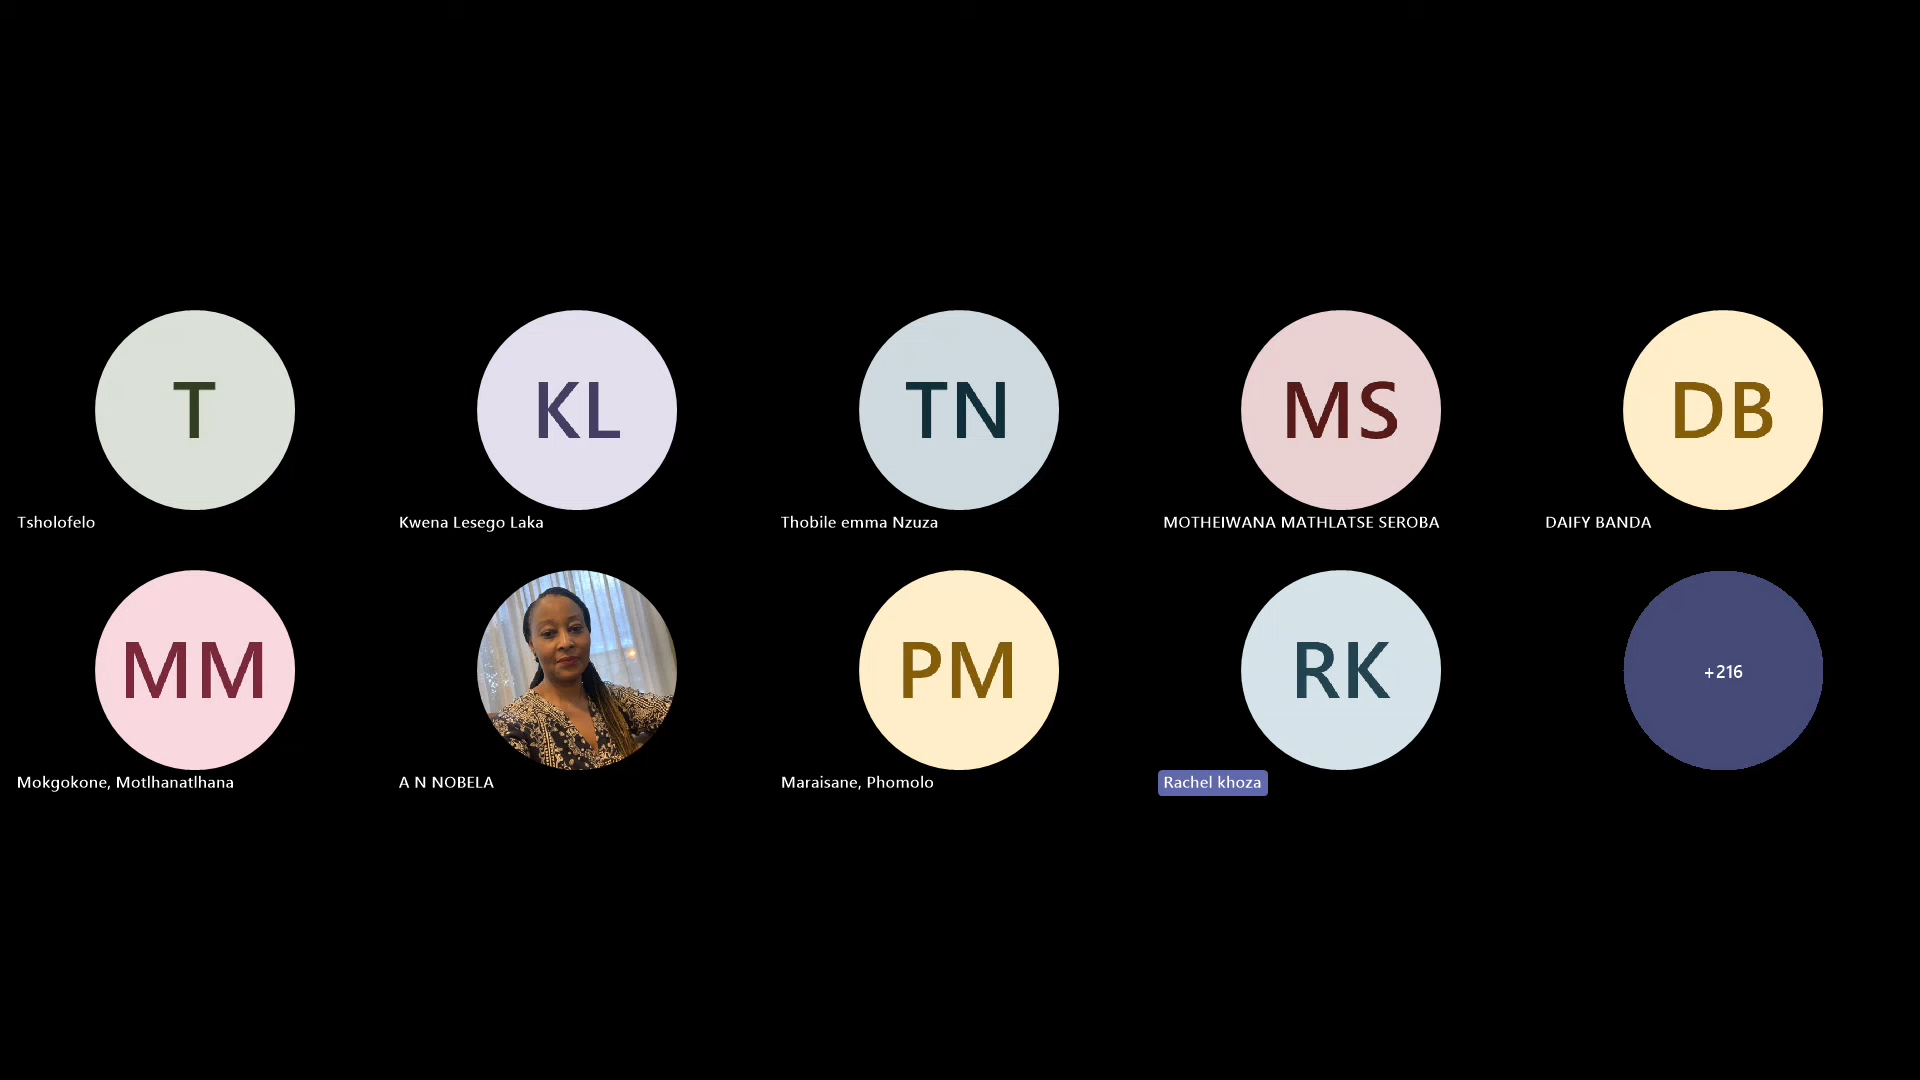 T
KL
TN
MS
DB
Tsholofelo
Kwena Lesego Laka
Thobile emma Nzuza
MOTHEIWANA MATHLATSE SEROBA
DAIFY BANDA
MM
PM
RK
+216
Mokgokone, Motlhanatlhana
A N NOBELA
Maraisane, Phomolo
Rachel khoza